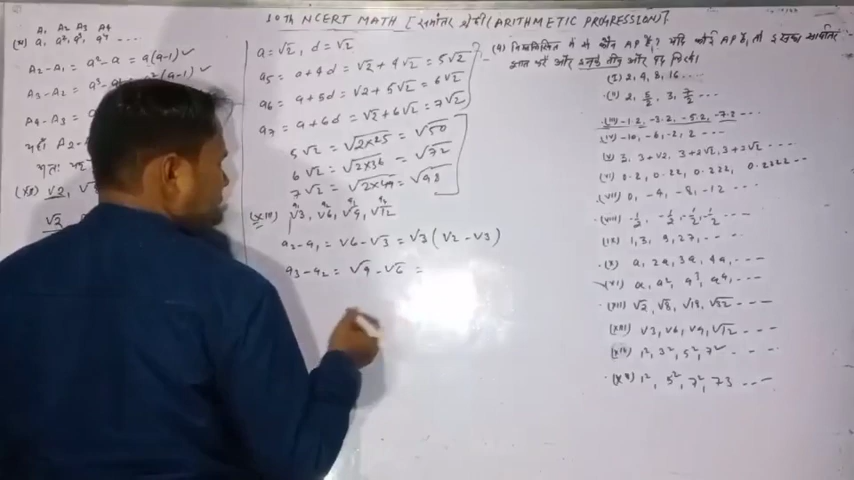 10th NCERT MATH [समांतर श्रेढ़ी (ARITHMETIC PROGRESSION)].
A₁ A₂ A₃ A₄
a, a², a³, a⁴ ....
A₂-A₁ = a²-a = a(a-1) ✓
A₃-A₂ =
A₄-A₃ =
(XII) √2,
a = √2, d = √2
a₅ = a+4d = √2 + 4√2 = 5√2
a₆ = a+5d = √2 + 5√2 = 6√2
a₇ = a+6d = √2 + 6√2 = 7√2
5√2 = √2×25 = √50
6√2 = √2×36 = √72
7√2 = √2×49 = √98
(XIII) √3, √6, √9, √12
a₂-a₁ = √6-√3 = √3(√2-√3)
a₃-a₂ = √9-√6 =
(4) निम्नलिखित में से कौन AP है? यदि कोई AP है, तो इसका सार्वांतर
ज्ञात करें और इनके तीन और पद लिखें।
(I) 2, 4, 8, 16 ...
(II) 2, 5/2, 3, 7/2 ...
(III) -1.2, -3.2, -5.2, -7.2 ...
(IV) -10, -6, -2, 2 ...
(V) 3, 3+√2, 3+2√2, 3+3√2 ...
(VI) 0.2, 0.22, 0.222, 0.2222 ...
(VII) 0, -4, -8, -12 ...
(VIII) -1/2, -1/2, -1/2, -1/2 ...
(IX) 1, 3, 9, 27, ...
(X) a, 2a, 3a, 4a, ...
(XI) a, a², a³, a⁴, ...
(XII) √2, √8, √18, √32 ...
(XIII) √3, √6, √9, √12 ...
(XIV) 1², 3², 5², 7² ...
(XV) 1², 5², 7², 73 ...